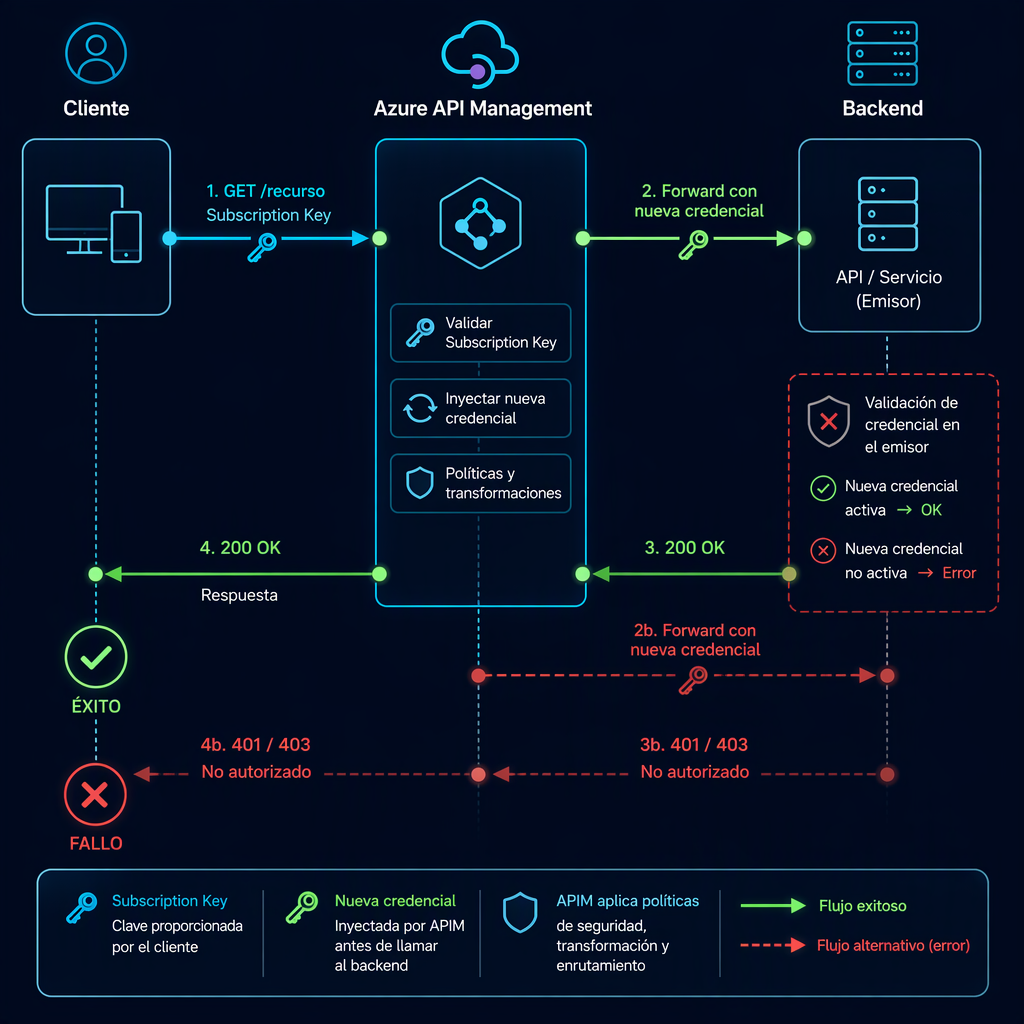 Cliente
Azure API Management
Backend
1. GET /recurso
Subscription Key
2. Forward con
nueva credencial
API / Servicio
(Emisor)
Validar
Subscription Key
Inyectar nueva
credencial
Políticas y
transformaciones
Validación de
credencial en
el emisor
Nueva credencial
activa → OK
Nueva credencial
no activa → Error
4. 200 OK
Respuesta
3. 200 OK
2b. Forward con
nueva credencial
ÉXITO
4b. 401 / 403
No autorizado
3b. 401 / 403
No autorizado
FALLO
Subscription Key
Clave proporcionada
por el cliente
Nueva credencial
Inyectada por APIM
antes de llamar
al backend
APIM aplica políticas
de seguridad,
transformación y
enrutamiento
Flujo exitoso
Flujo alternativo (error)